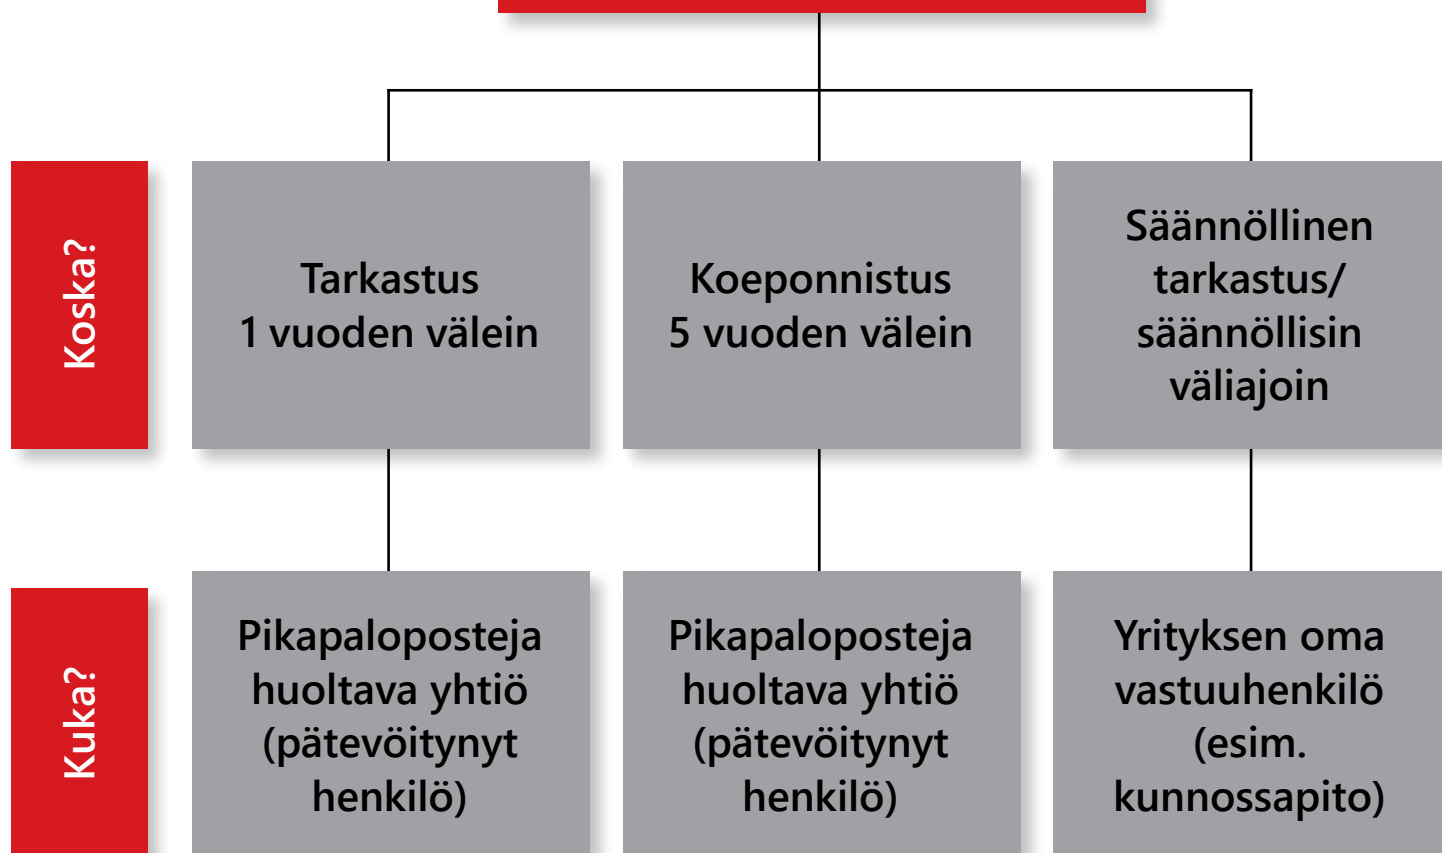 Koska?
Tarkastus
1 vuoden välein
Koeponnistus
5 vuoden välein
Säännöllinen
tarkastus/
säännöllisin
väliajoin
Kuka?
Pikapaloposteja
huoltava yhtiö
(pätevöitynyt
henkilö)
Pikapaloposteja
huoltava yhtiö
(pätevöitynyt
henkilö)
Yrityksen oma
vastuuhenkilö
(esim.
kunnossapito)